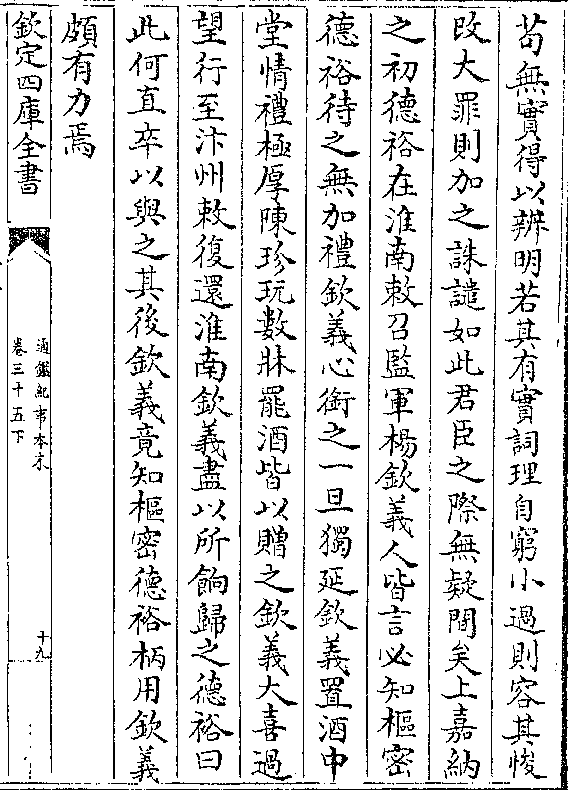 苟無實得以辨明若其有實詞理自窮小過則容其悛
改大罪則加之誅譴如此君臣之際無疑間矣上嘉納
之初德裕在淮南敕召監軍楊欽義人皆言必知樞密
德裕待之無加禮欽義心銜之一旦獨延欽義置酒中
堂情禮極厚陳珍玩數牀罷酒皆以贈之欽義大喜過
望行至汴州敕復還淮南欽義盡以所餉歸之德裕曰
此何直卒以與之其後欽義竟知樞密德裕柄用欽義
頗有力焉
欽定四庫全書
通鑑紀事本末
卷三十五下
十九